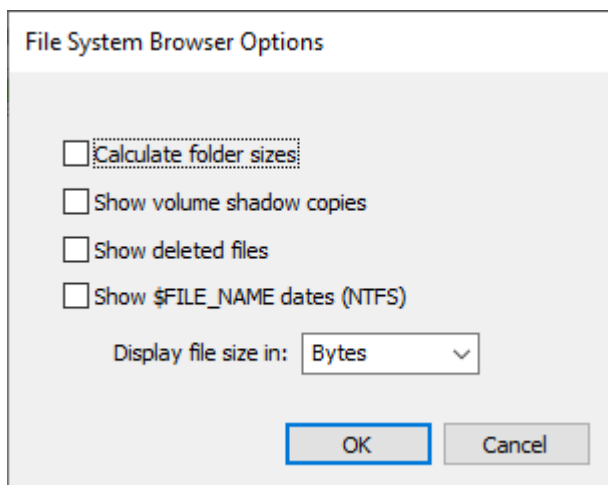 File System Browser Options
Calculate folder sizes
Show volume shadow copies
Show deleted files
Show $FILE_NAME dates (NTFS)
Display file size in: Bytes
OK Cancel